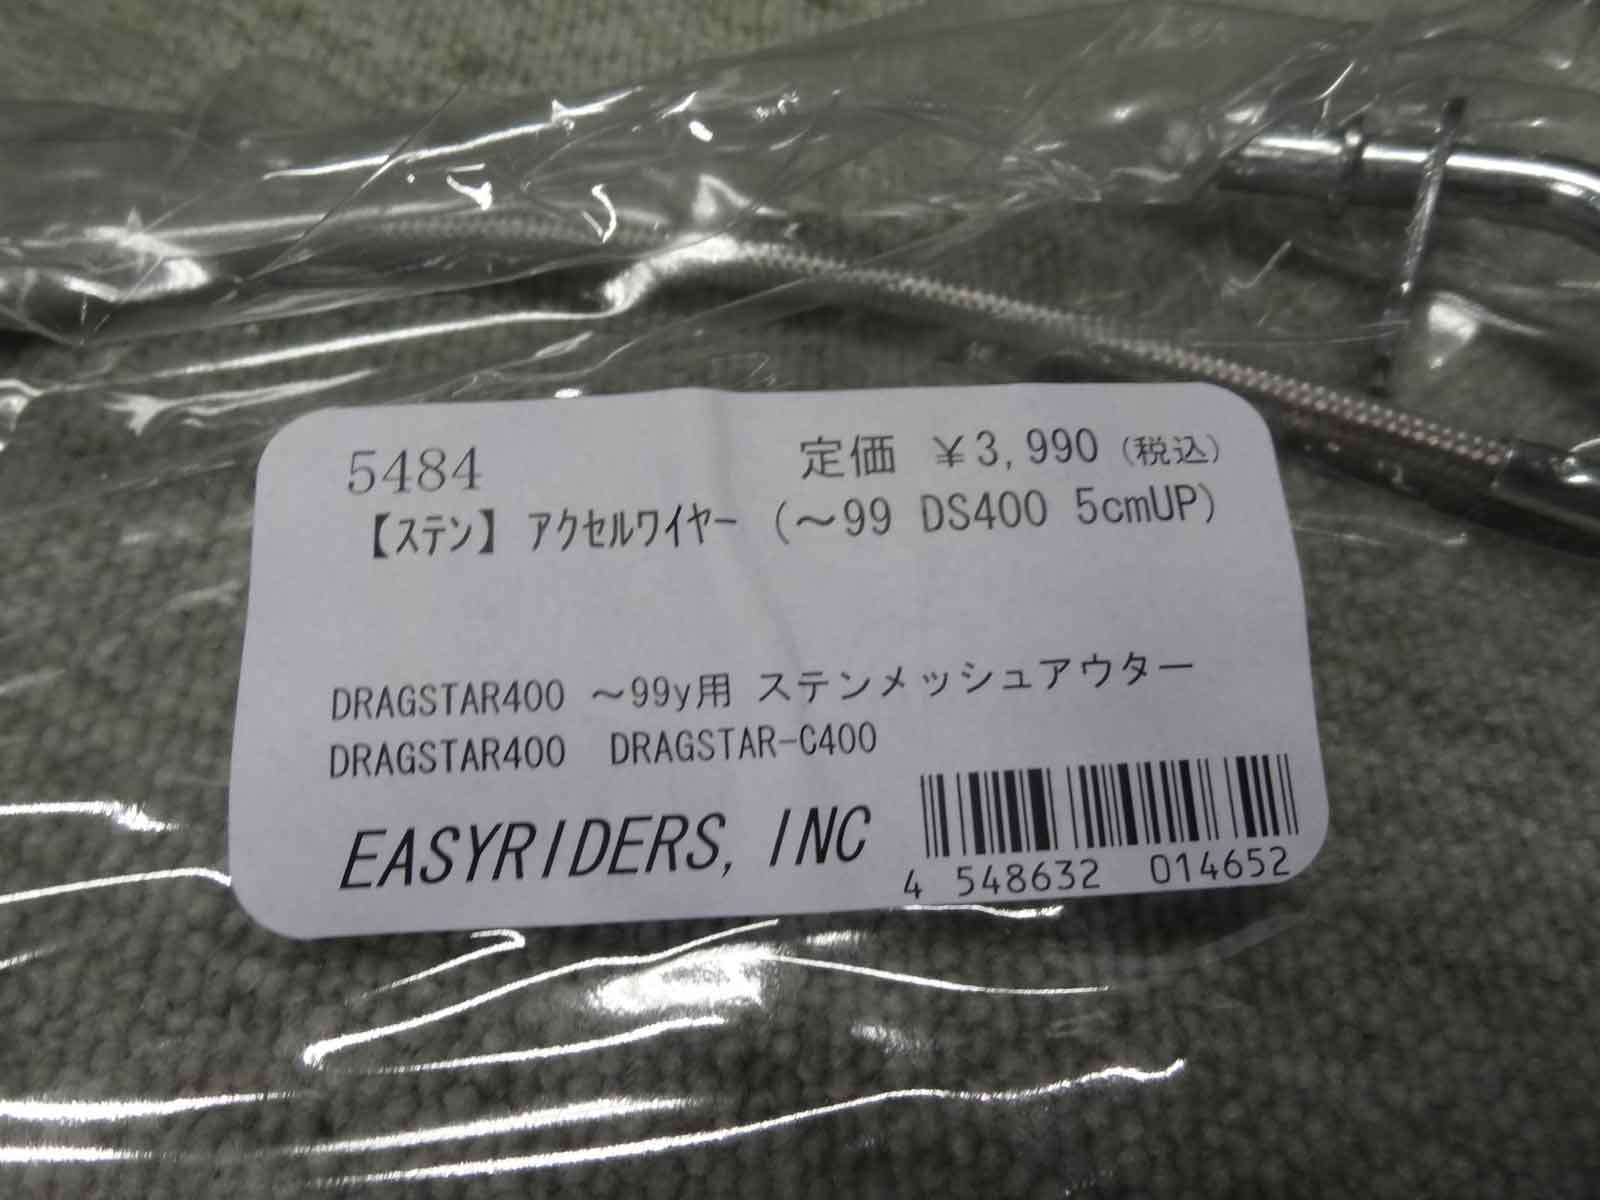 5484 定価 ￥3,990 (税込)
【ｽﾃﾝ】 ｱｸｾﾙﾜｲﾔｰ (～99 DS400 5cmUP)
DRAGSTAR400 ～99y用 ステンメッシュアウター
DRAGSTAR400 DRAGSTAR-C400
EASYRIDERS, INC
4 548632 014652